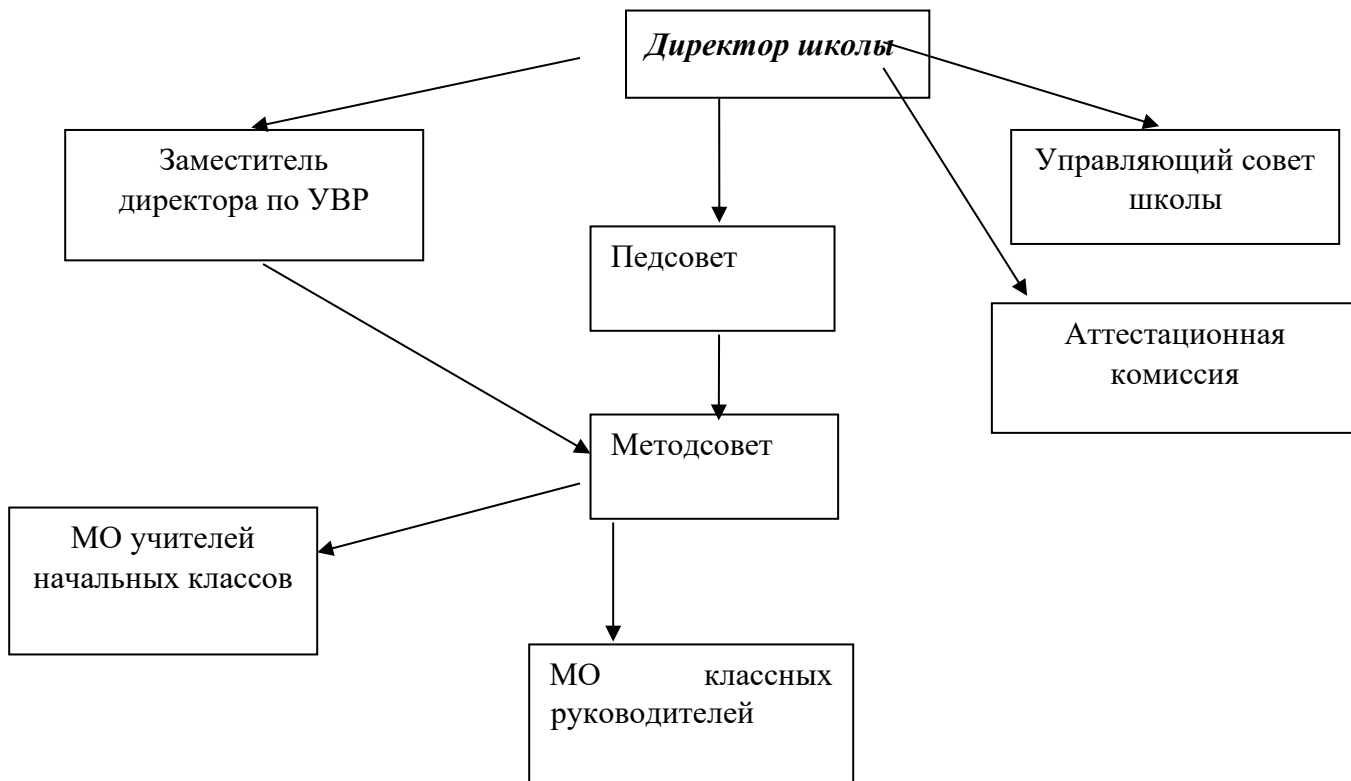 Директор школы
Заместитель
директора по УВР
Управляющий совет
школы
Педсовет
Аттестационная
комиссия
Методсовет
МО учителей
начальных классов
МО классных
руководителей